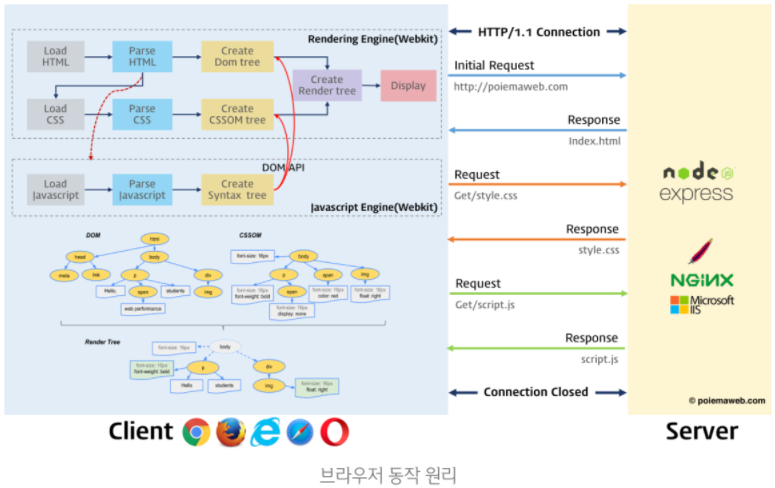 Rendering Engine(Webkit)
Load HTML
Parse HTML
Create Dom tree
Create Render tree
Display
Load CSS
Parse CSS
Create CSSOM tree
DOM API
Load Javascript
Parse Javascript
Create Syntax tree
Javascript Engine(Webkit)
HTTP/1.1 Connection
Initial Request
http://poiemaweb.com
Response
Index.html
Request
Get/style.css
Response
style.css
Request
Get/script.js
Response
script.js
Connection Closed
node JS
express
NGINX
Microsoft IIS
© poiemaweb.com
DOM
html
head
body
meta
link
p
div
Hello,
span
students
img
web performance
CSSOM
font-size: 16px
body
p
span
img
font-size: 16px
font-weight: bold
span
font-size: 16px
color: red
font-size: 16px
float: right
font-size: 16px
display: none
Render Tree
font-size: 16px
body
font-size: 16px
font-weight: bold
p
div
Hello
students
img
font-size: 16px
float: right
Client
Server
브라우저 동작 원리